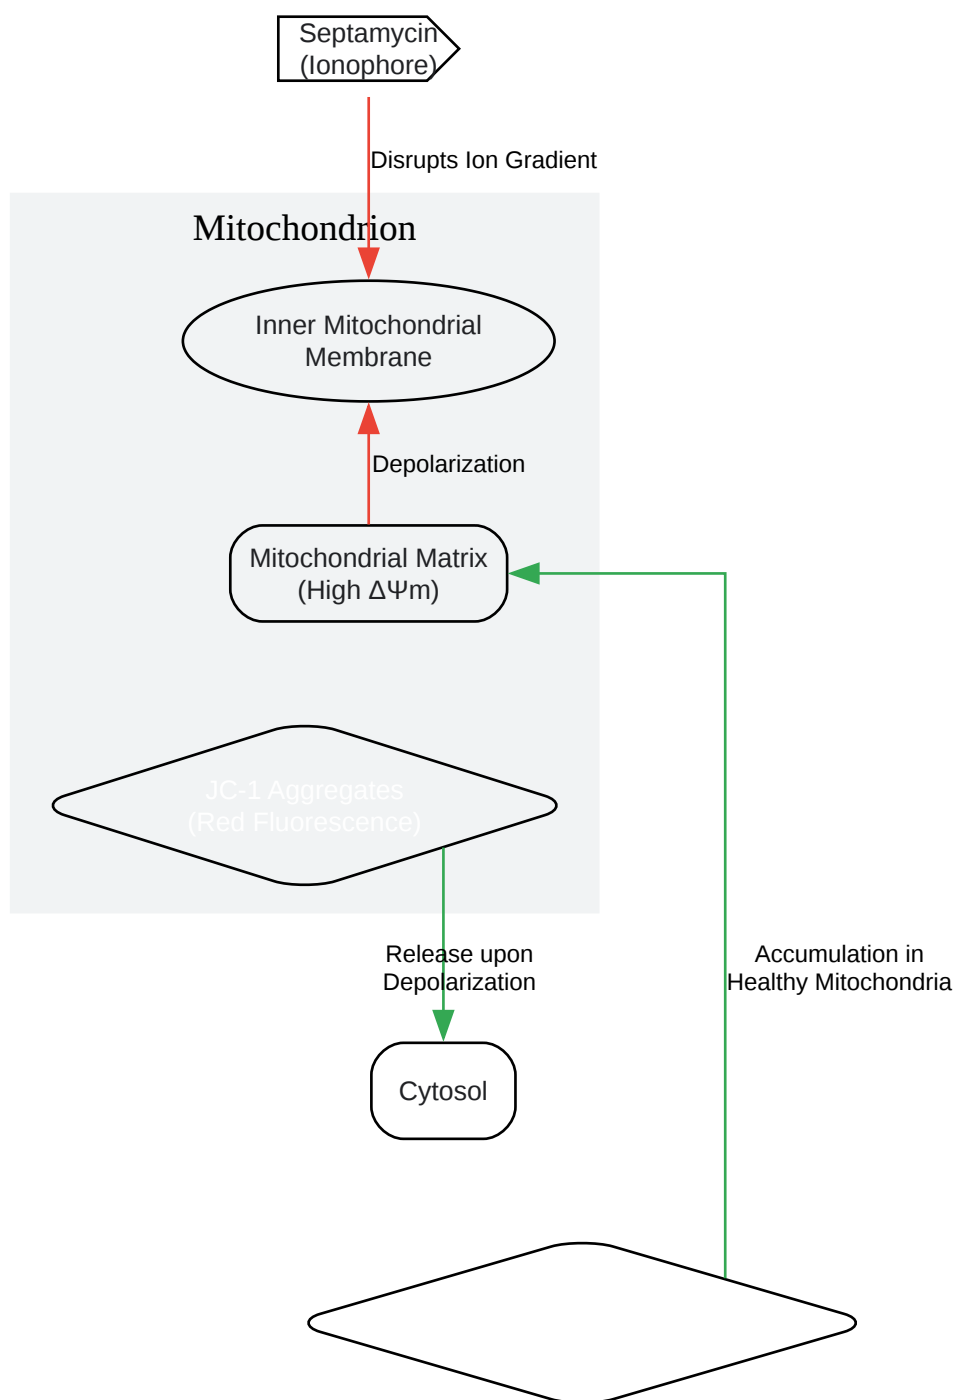 Septamycin
(Ionophore)
Disrupts Ion Gradient
Mitochondrion
Inner Mitochondrial
Membrane
Depolarization
Mitochondrial Matrix
(High ΔΨm)
JC-1 Aggregates
(Red Fluorescence)
Release upon
Depolarization
Accumulation in
Healthy Mitochondria
Cytosol